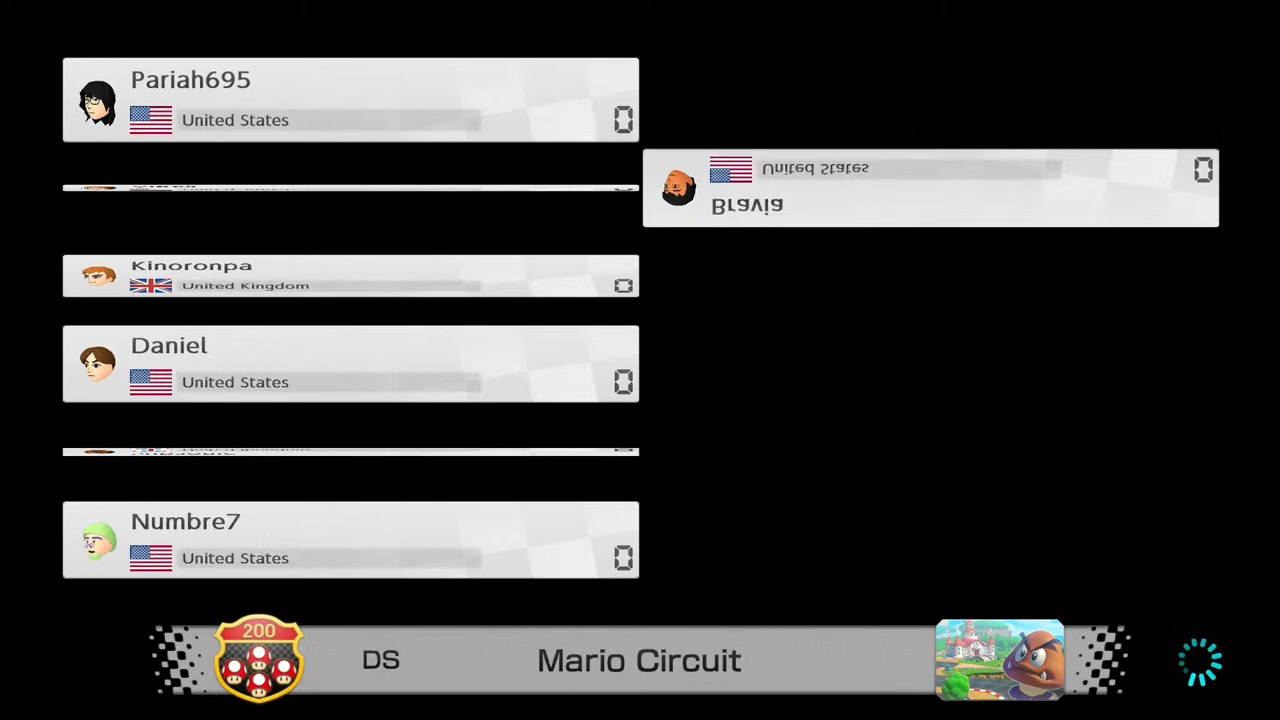 Pariah695
United States
0
United States
0
Bravia
Kinoronpa
United Kingdom
0
Daniel
United States
0
Numbre7
United States
0
200
DS
Mario Circuit